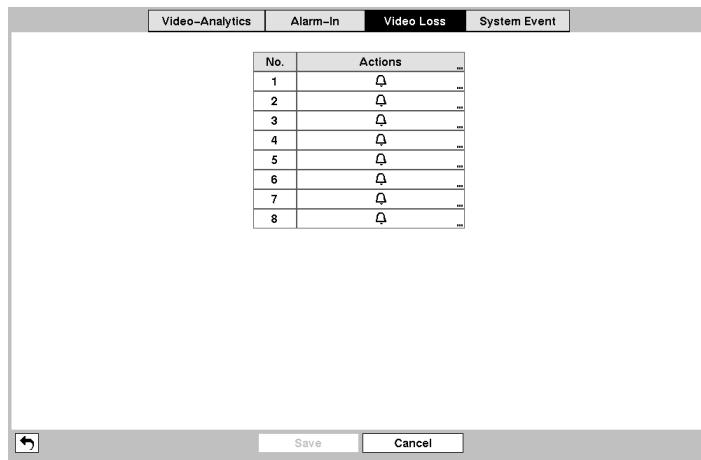 Video-Analytics Alarm-In Video Loss System Event
No. Actions ...
1 ...
2 ...
3 ...
4 ...
5 ...
6 ...
7 ...
8 ...
Save Cancel